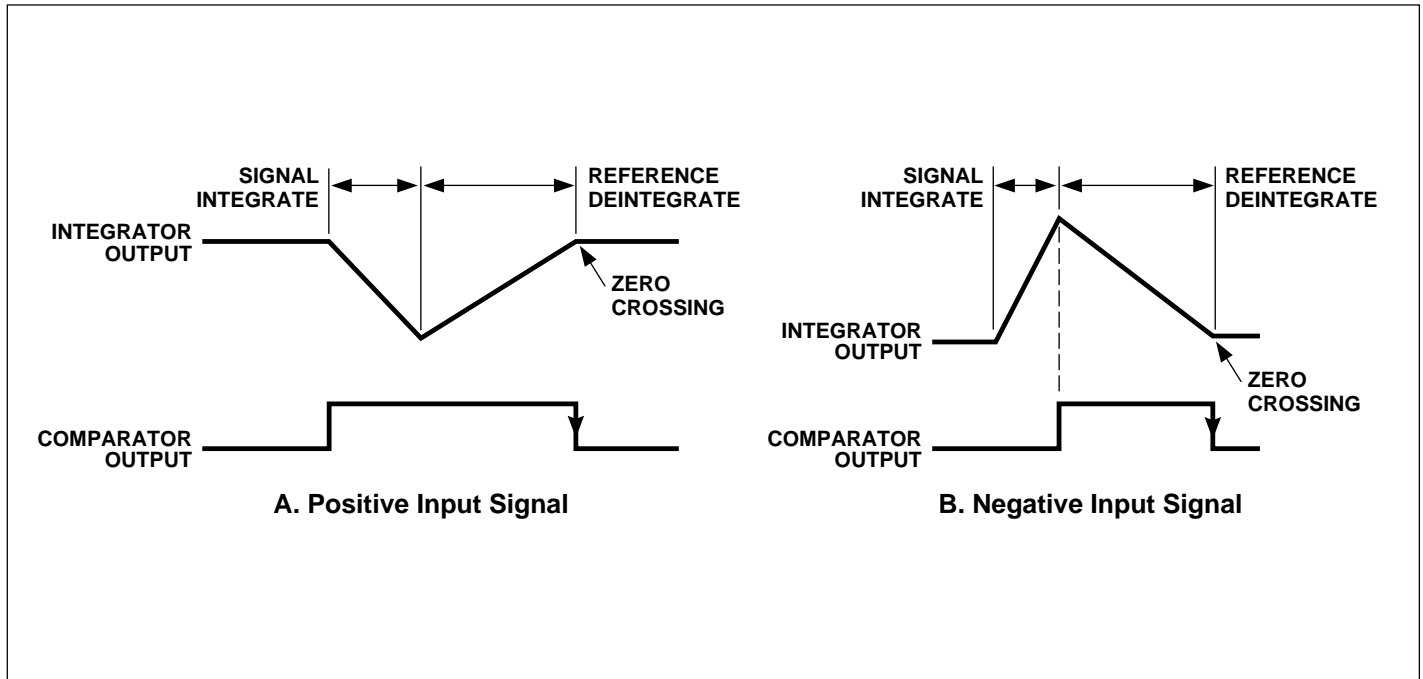 SIGNAL
INTEGRATE
REFERENCE
DEINTEGRATE
INTEGRATOR
OUTPUT
ZERO
CROSSING
COMPARATOR
OUTPUT
A. Positive Input Signal
SIGNAL
INTEGRATE
REFERENCE
DEINTEGRATE
INTEGRATOR
OUTPUT
ZERO
CROSSING
COMPARATOR
OUTPUT
B. Negative Input Signal